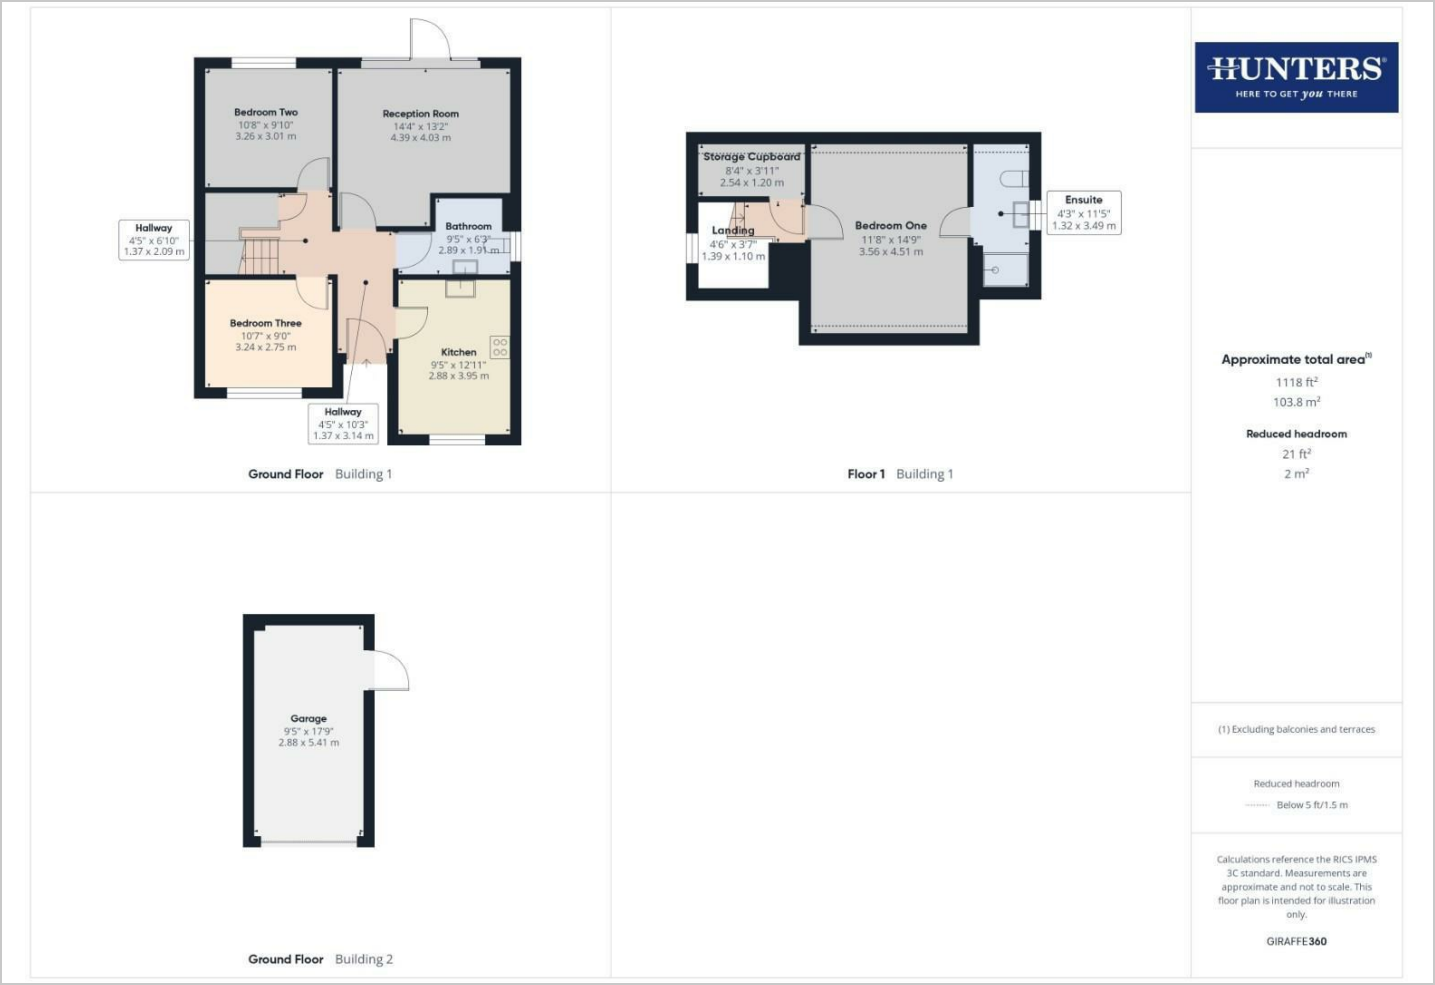 Bedroom Two
10'8" x 9'10"
3.26 x 3.01 m
Reception Room
14'4" x 13'2"
4.39 x 4.03 m
Hallway
4'5" x 6'10"
1.37 x 2.09 m
Bathroom
9'5" x 6'3"
2.89 x 1.91 m
Bedroom Three
10'7" x 9'0"
3.24 x 2.75 m
Kitchen
9'5" x 12'11"
2.88 x 3.95 m
Hallway
4'5" x 10'3"
1.37 x 3.14 m
Ground Floor Building 1
Storage Cupboard
8'4" x 3'11"
2.54 x 1.20 m
Landing
4'6" x 3'7"
1.39 x 1.10 m
Bedroom One
11'8" x 14'9"
3.56 x 4.51 m
Ensuite
4'3" x 11'5"
1.32 x 3.49 m
Floor 1 Building 1
Garage
9'5" x 17'9"
2.88 x 5.41 m
Ground Floor Building 2
HUNTERS®
HERE TO GET you THERE
Approximate total area(1)
1118 ft²
103.8 m²
Reduced headroom
21 ft²
2 m²
(1) Excluding balconies and terraces
Reduced headroom
Below 5 ft/1.5 m
Calculations reference the RICS IPMS
3C standard. Measurements are
approximate and not to scale. This
floor plan is intended for illustration
only.
GIRAFFE360